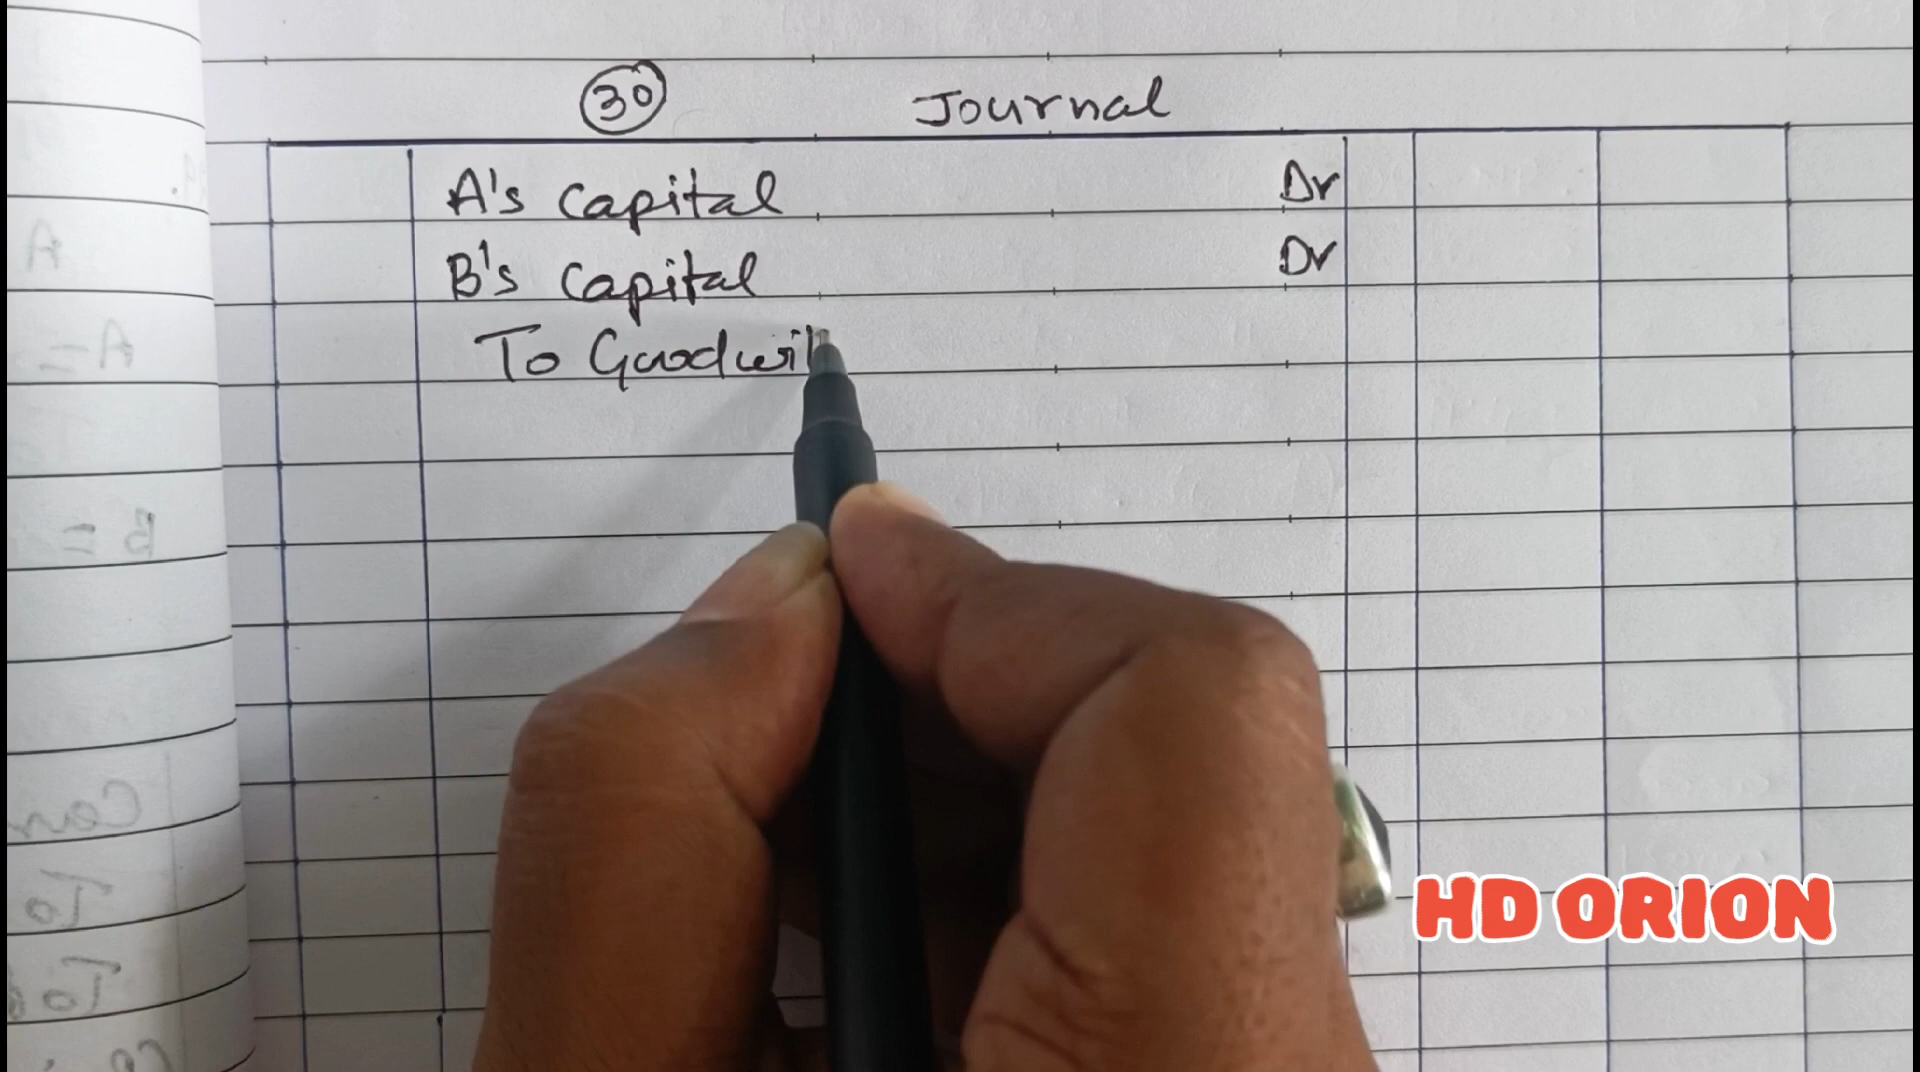 30 Journal
A's Capital Dr
B's Capital Dr
To Goodwil
HD ORION